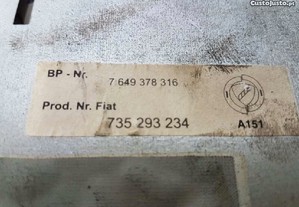 CustoJusto.pt
BP - Nr. 7 649 378 316
Prod. Nr. Fiat
735 293 234 A151